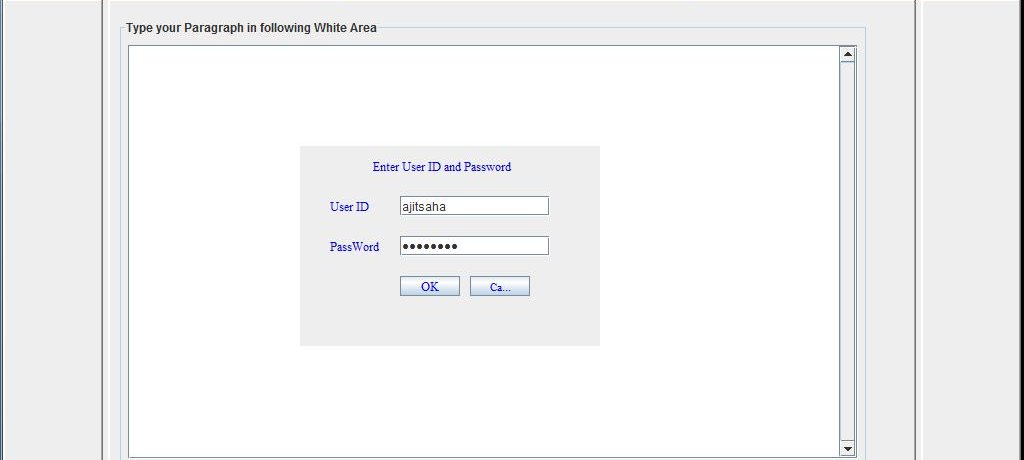 Type your Paragraph in following White Area
Enter User ID and Password
User ID ajitsaha
PassWord ••••••••
OK Ca...